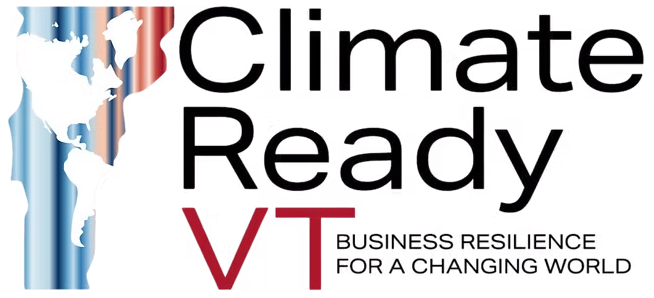 Climate
Ready
VT
BUSINESS RESILIENCE
FOR A CHANGING WORLD